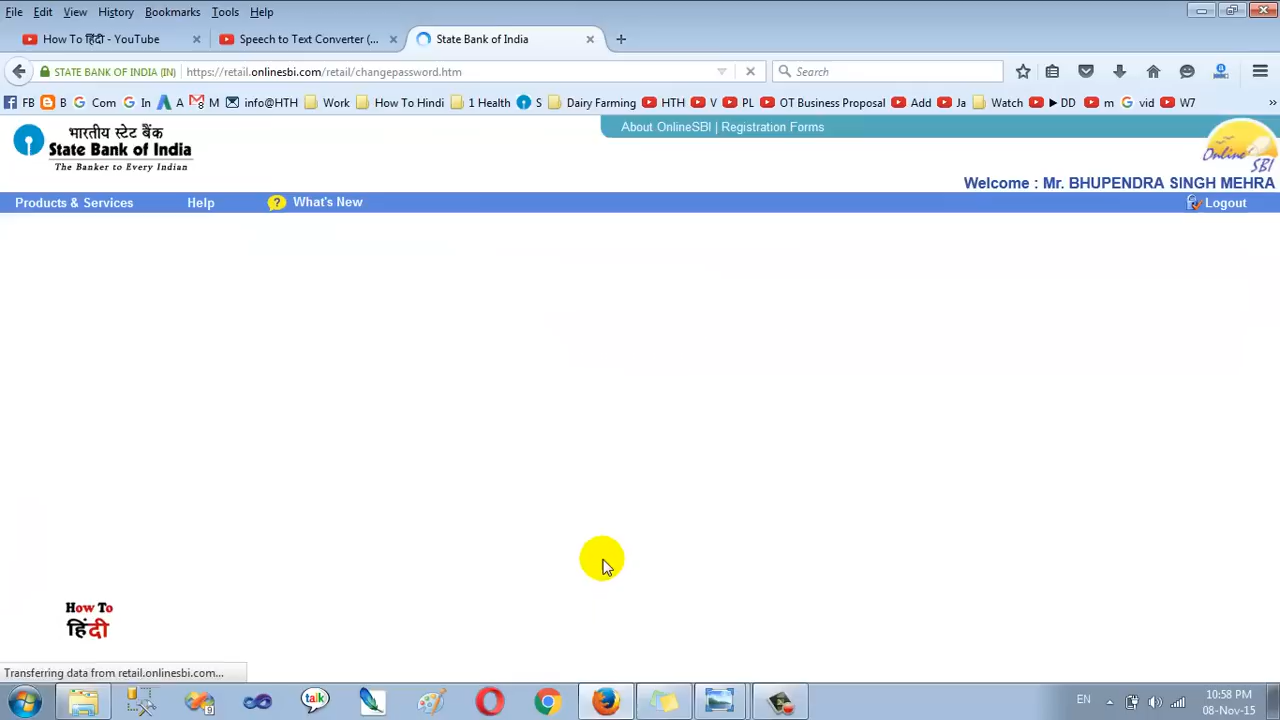 File Edit View History Bookmarks Tools Help
How To हिंदी - YouTube × Speech to Text Converter (... × State Bank of India × +
STATE BANK OF INDIA (IN) https://retail.onlinesbi.com/retail/changepassword.htm Search
FB B Com In A M info@HTH Work How To Hindi 1 Health S Dairy Farming HTH V PL OT Business Proposal Add Ja Watch ▶ DD m vid W7 »
भारतीय स्टेट बैंक
State Bank of India
The Banker to Every Indian
About OnlineSBI | Registration Forms
Online SBI
Welcome : Mr. BHUPENDRA SINGH MEHRA
Products & Services Help ? What's New Logout
How To
हिंदी
Transferring data from retail.onlinesbi.com...
talk 9 EN 10:58 PM
08-Nov-15